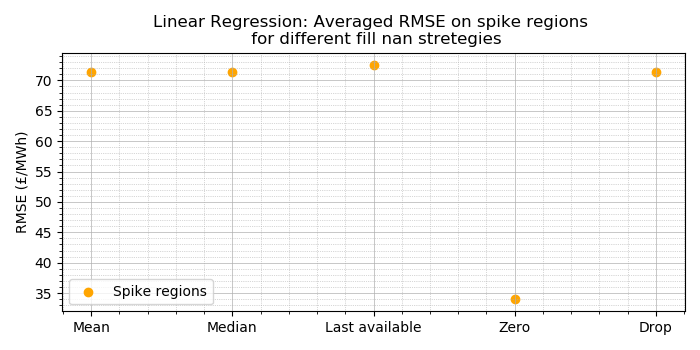 Linear Regression: Averaged RMSE on spike regions
for different fill nan stretegies
RMSE (£/MWh)
70
65
60
55
50
45
40
35
Spike regions
Mean
Median
Last available
Zero
Drop